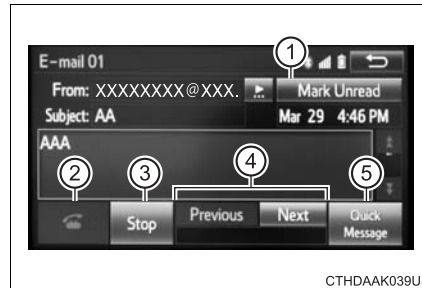 E-mail 01
From: XXXXXXXX@XXX. Mark Unread
Subject: AA Mar 29 4:46 PM
AAA
1
2
3
4
5
Stop Previous Next Quick Message
CTHDAAK039U